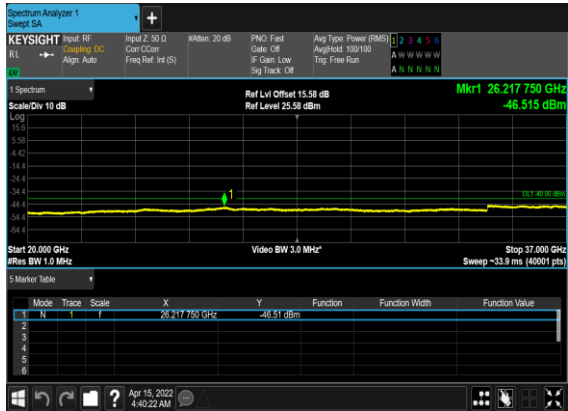 Spectrum Analyzer 1
Swept SA
+
KEYSIGHT Input: RF Input Z: 50 Ω #Atten: 20 dB PNO: Fast Avg Type: Power (RMS) 1 2 3 4 5 6
RL Coupling: DC Corr CCorr Gate: Off Avg|Hold: 100/100 A W W W W W
Align: Auto Freq Ref: Int (S) IF Gain: Low Trig: Free Run
Sig Track: Off A N N N N N
1 Spectrum
Ref Lvl Offset 15.58 dB Mkr1 26.217 750 GHz
Scale/Div 10 dB Ref Level 25.58 dBm -46.515 dBm
Log
15.6
5.58
-4.42
-14.4
-24.4
-34.4
1
DL1 -40.00 dBm
-44.4
-54.4
-64.4
Start 20.000 GHz Video BW 3.0 MHz* Stop 37.000 GHz
#Res BW 1.0 MHz Sweep ~33.9 ms (40001 pts)
5 Marker Table
Mode Trace Scale X Y Function Function Width Function Value
1 N 1 f 26.217 750 GHz -46.51 dBm
2
3
4
5
6
? Apr 15, 2022
4:40:22 AM